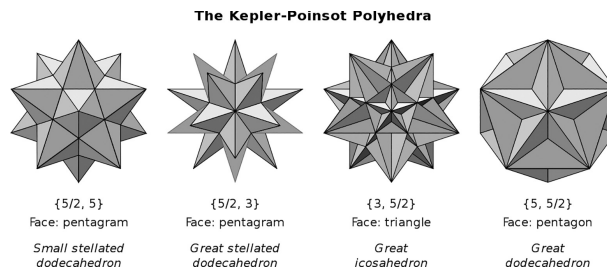 The Kepler-Poinsot Polyhedra
{5/2, 5}
Face: pentagram
Small stellated
dodecahedron
{5/2, 3}
Face: pentagram
Great stellated
dodecahedron
{3, 5/2}
Face: triangle
Great
icosahedron
{5, 5/2}
Face: pentagon
Great
dodecahedron